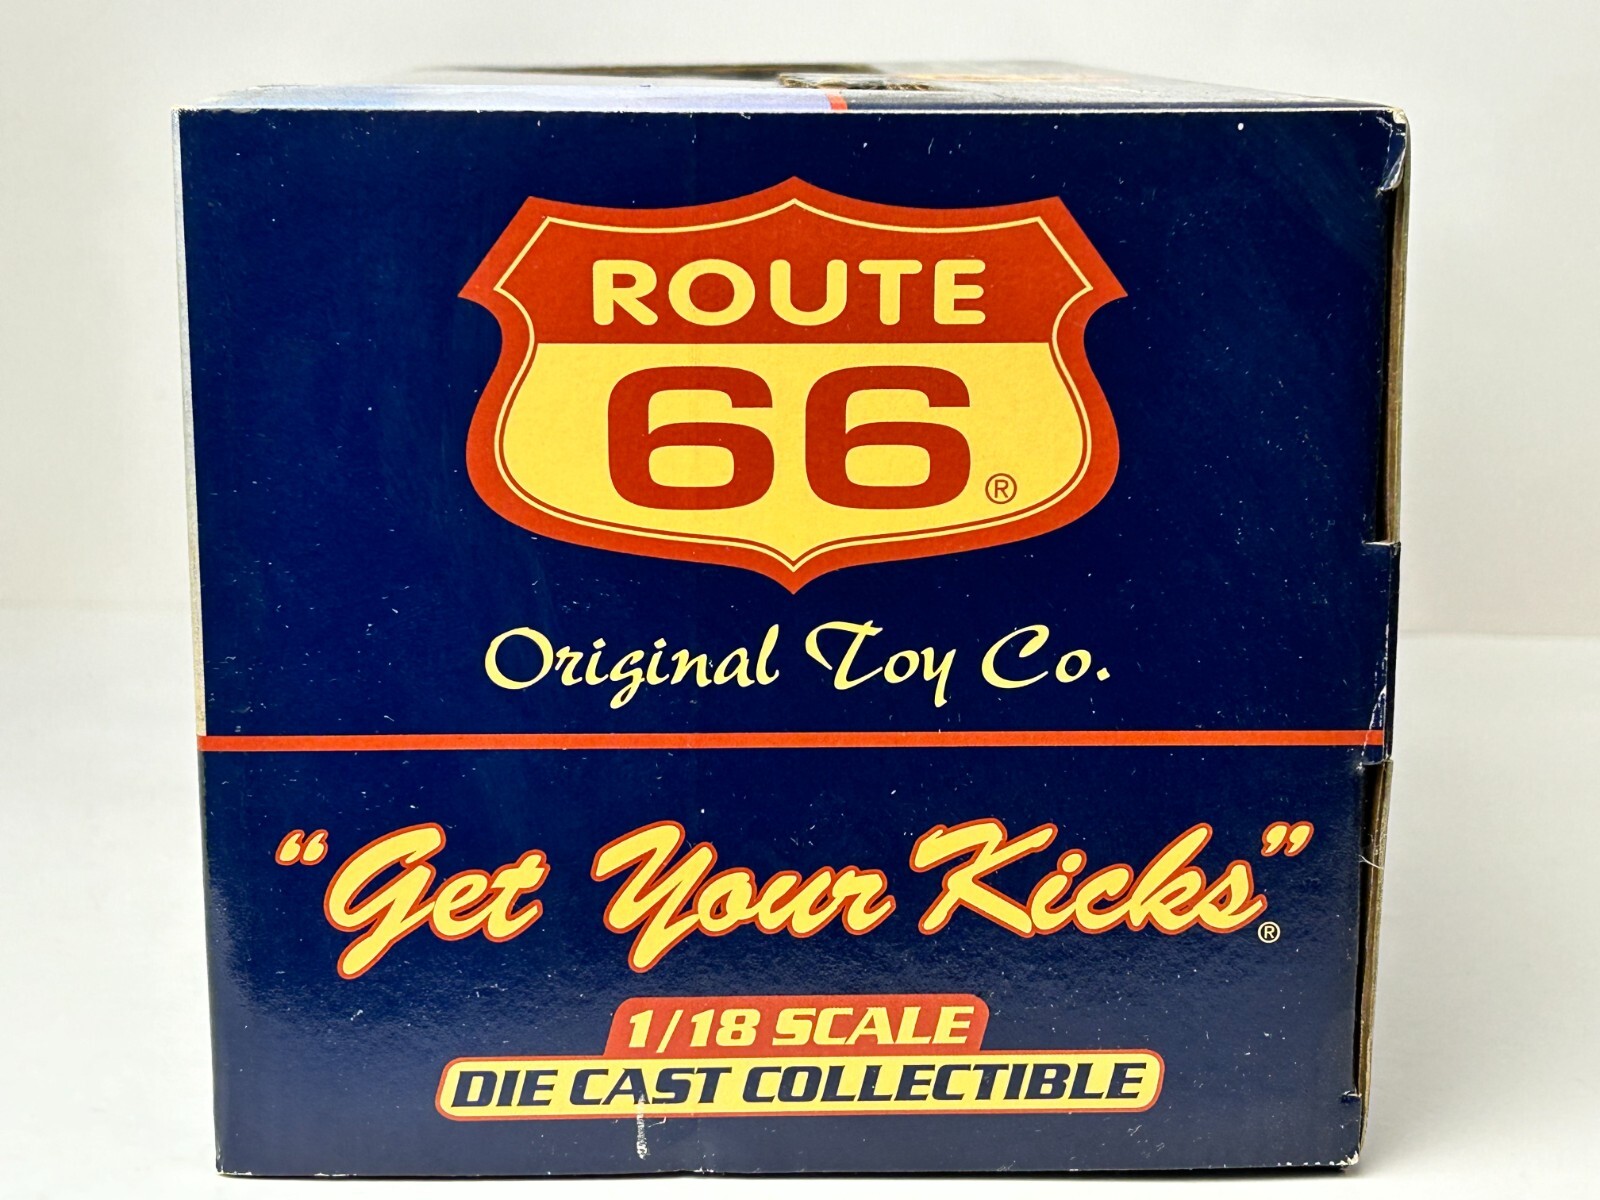 ROUTE
66®
Original Toy Co.
“Get Your Kicks”®
1/18 SCALE
DIE CAST COLLECTIBLE